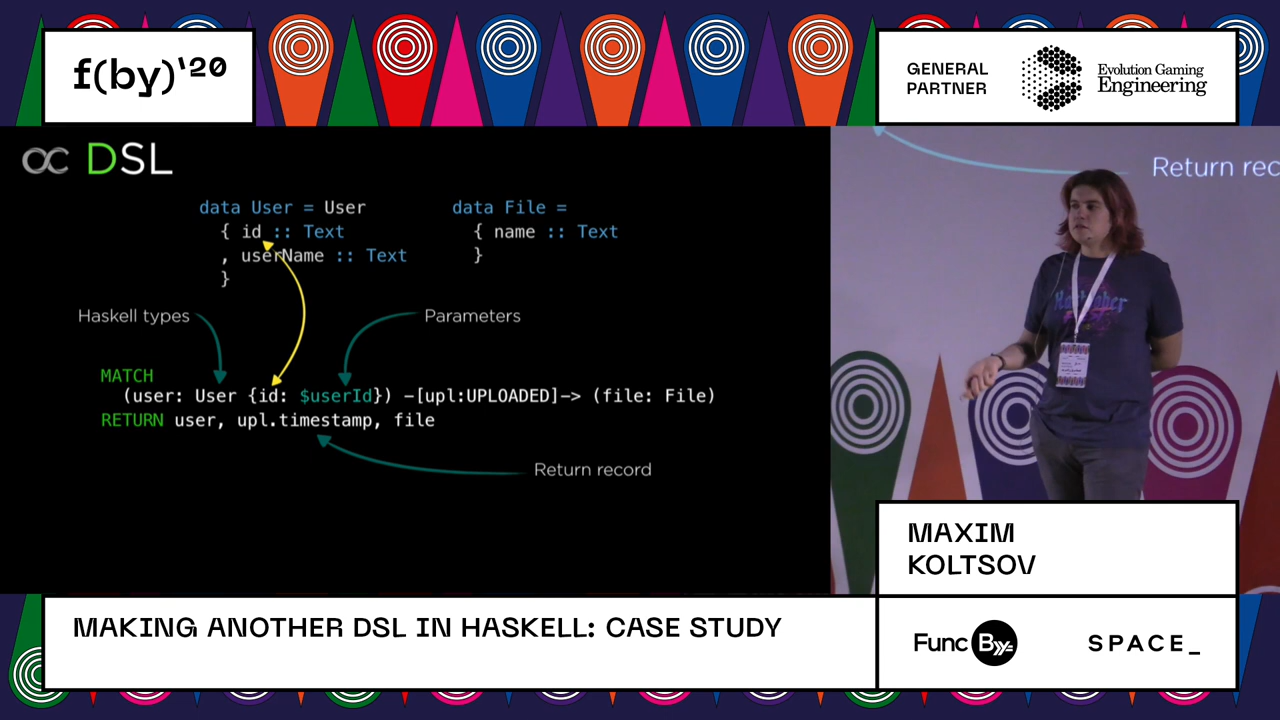 f(by)'20
GENERAL
PARTNER
Evolution Gaming
Engineering
DSL
data User = User
{ id :: Text
, userName :: Text
}
data File =
{ name :: Text
}
Haskell types
Parameters
MATCH
(user: User {id: $userId}) -[upl:UPLOADED]-> (file: File)
RETURN user, upl.timestamp, file
Return record
Return rec
MAXIM
KOLTSOV
MAKING ANOTHER DSL IN HASKELL: CASE STUDY
Func By
SPACE_